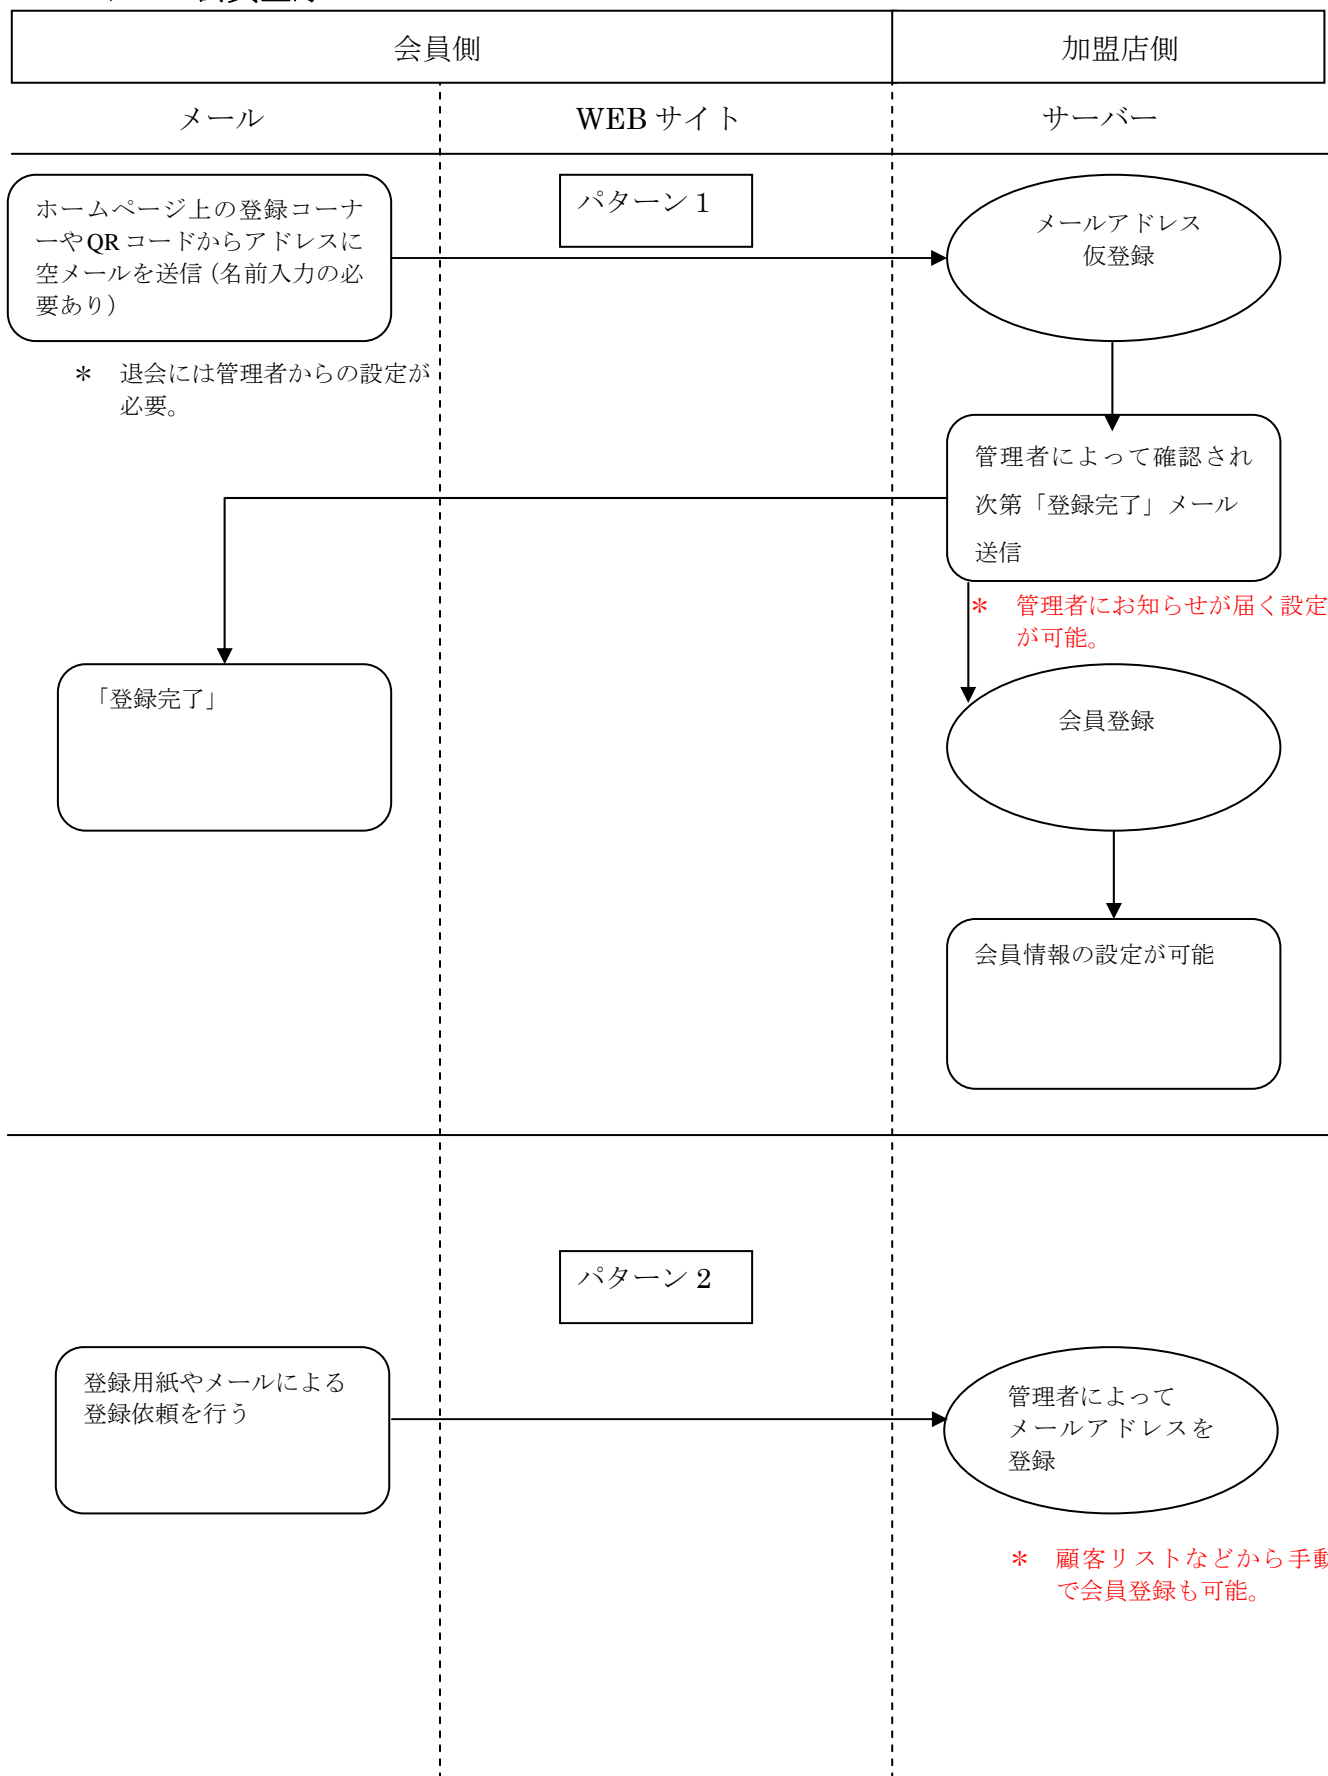 会員側
加盟店側
メール
WEB サイト
サーバー
パターン 1
ホームページ上の登録コーナ
ーや QR コードからアドレスに
空メールを送信（名前入力の必
要あり）
メールアドレス
仮登録
＊　退会には管理者からの設定が
必要。
管理者によって確認され
次第「登録完了」メール
送信
＊　管理者にお知らせが届く設定
が可能。
「登録完了」
会員登録
会員情報の設定が可能
パターン 2
登録用紙やメールによる
登録依頼を行う
管理者によって
メールアドレスを
登録
＊　顧客リストなどから手動
で会員登録も可能。